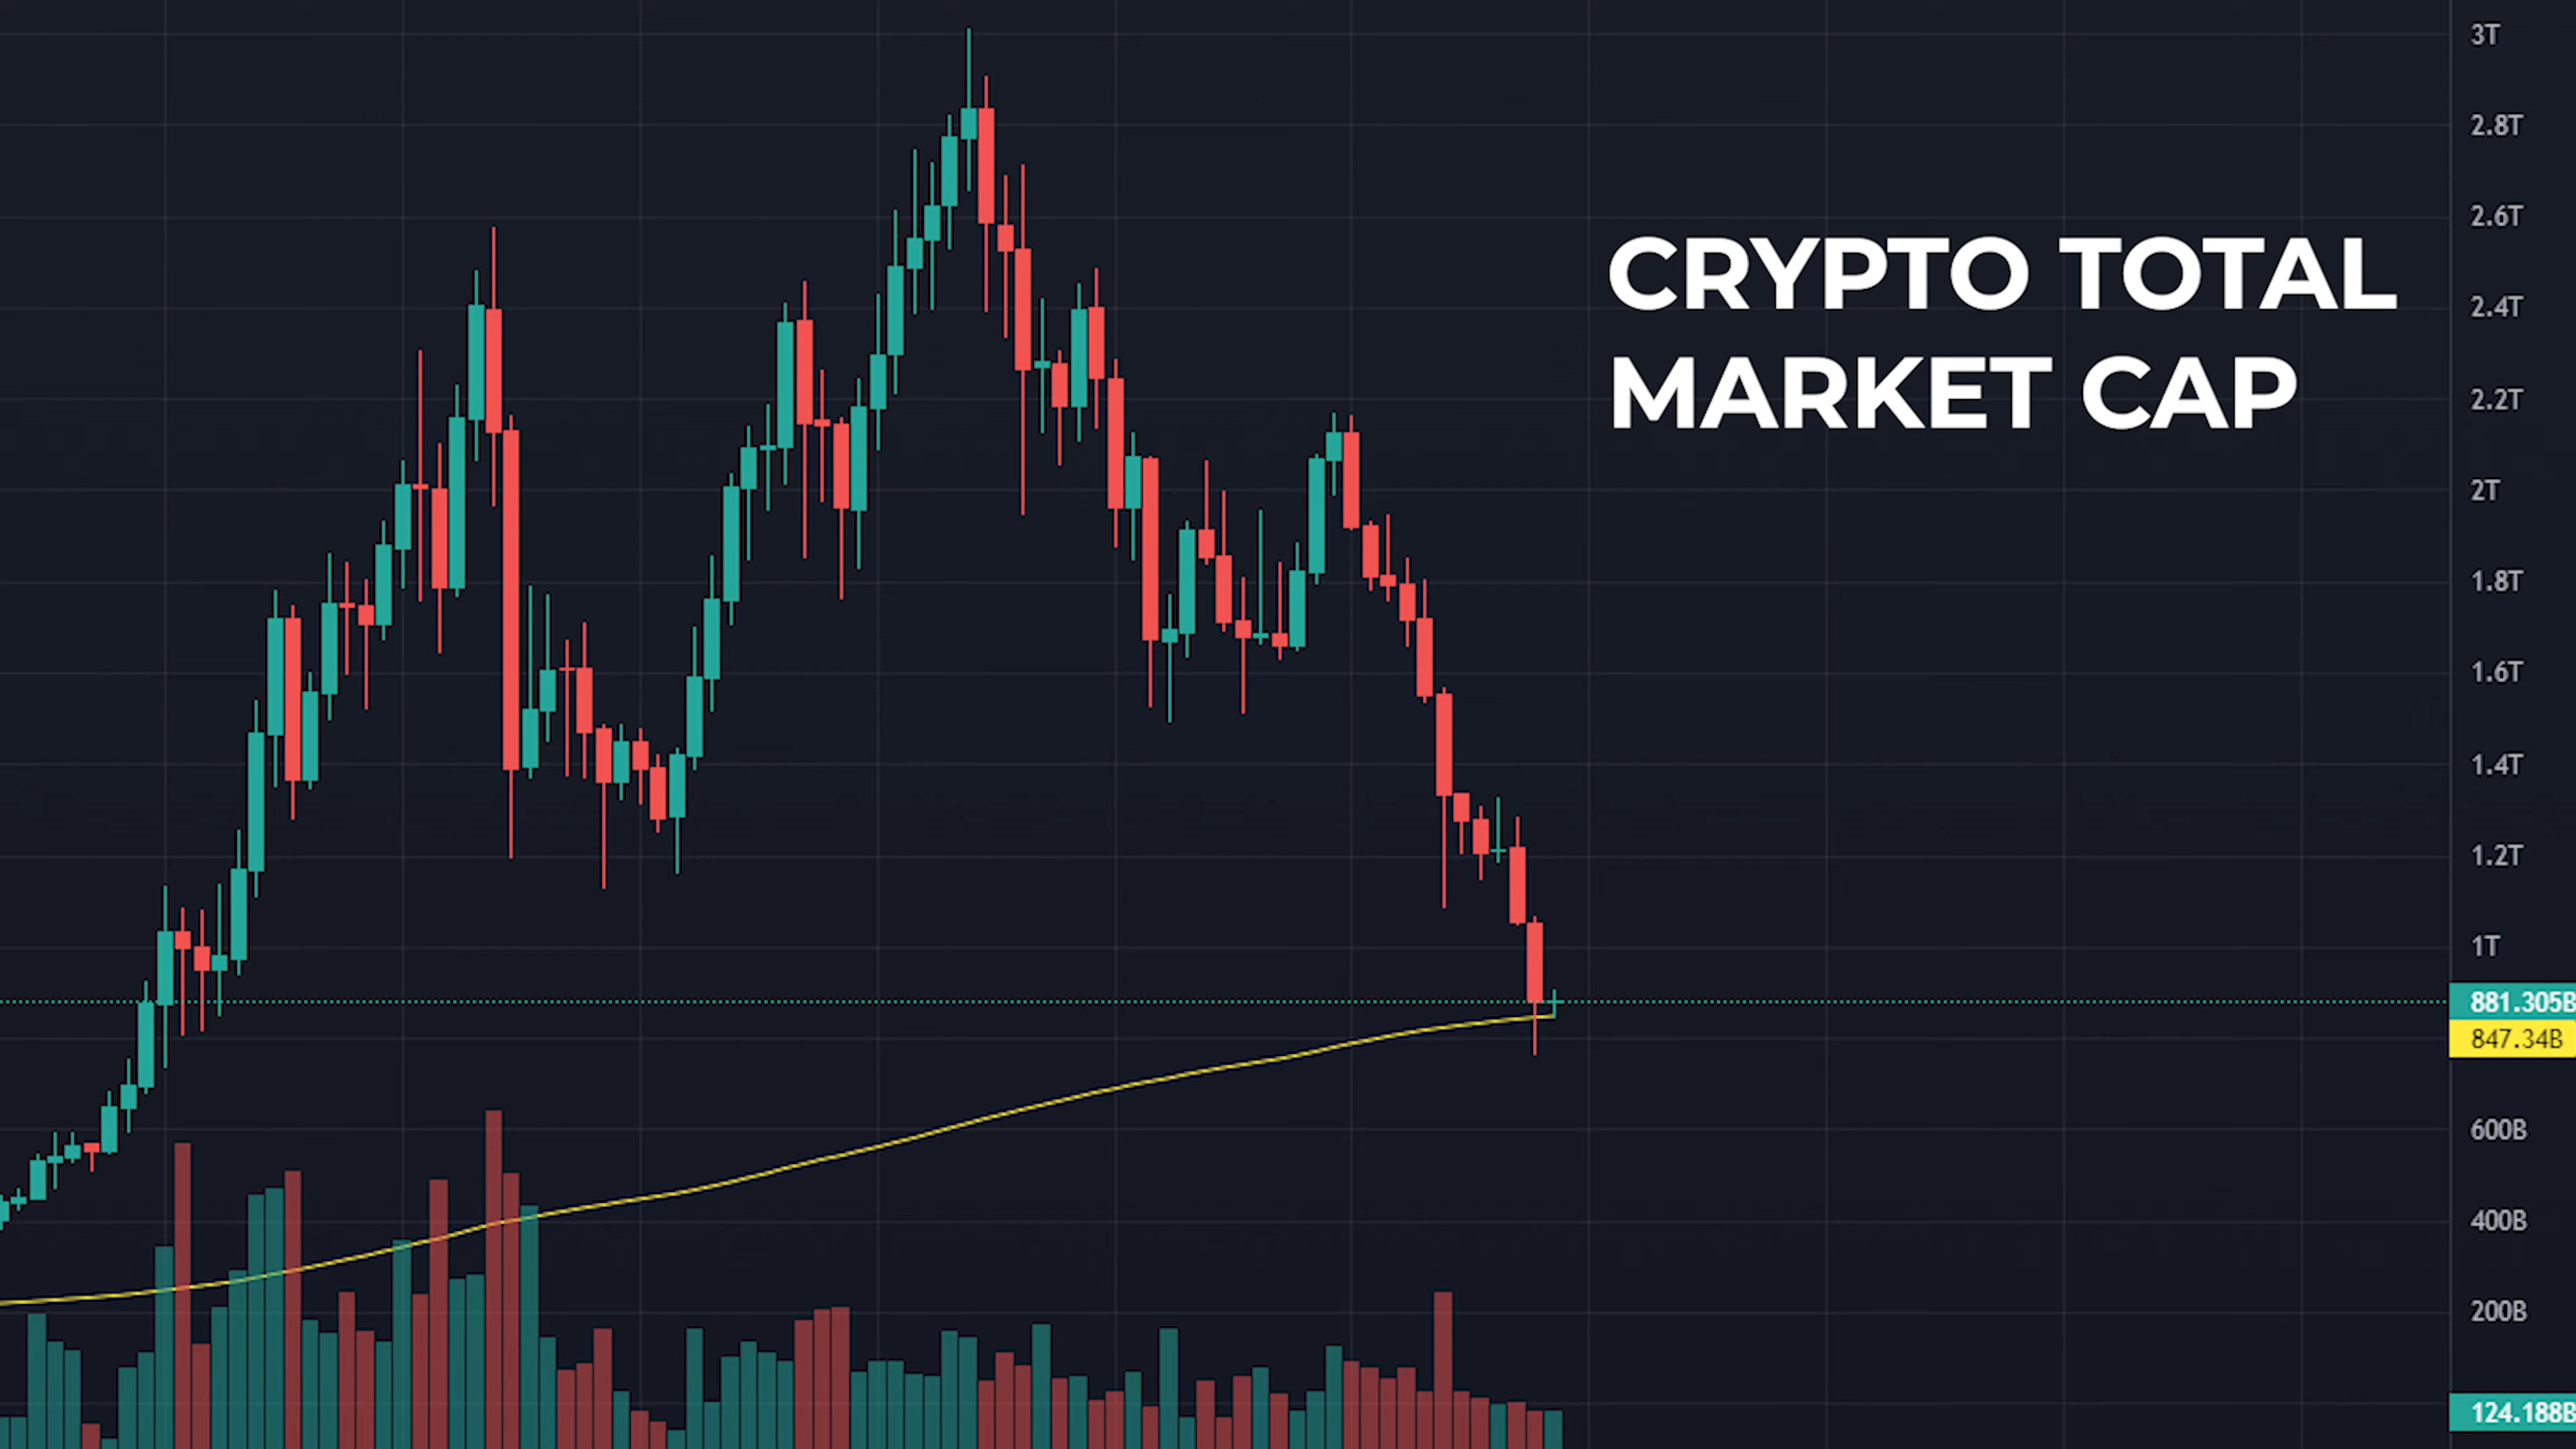 3T
2.8T
2.6T
CRYPTO TOTAL
MARKET CAP
2.4T
2.2T
2T
1.8T
1.6T
1.4T
1.2T
1T
881.305B
847.34B
600B
400B
200B
124.188B